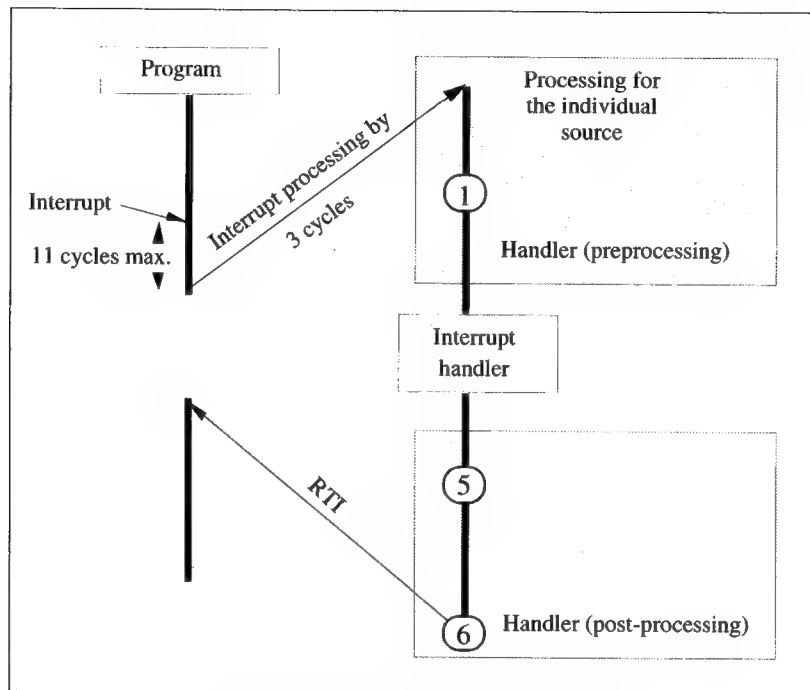 Program
Processing for
the individual
source
Interrupt processing by
3 cycles
Interrupt
11 cycles max.
1
Handler (preprocessing)
Interrupt
handler
RTI
5
6
Handler (post-processing)